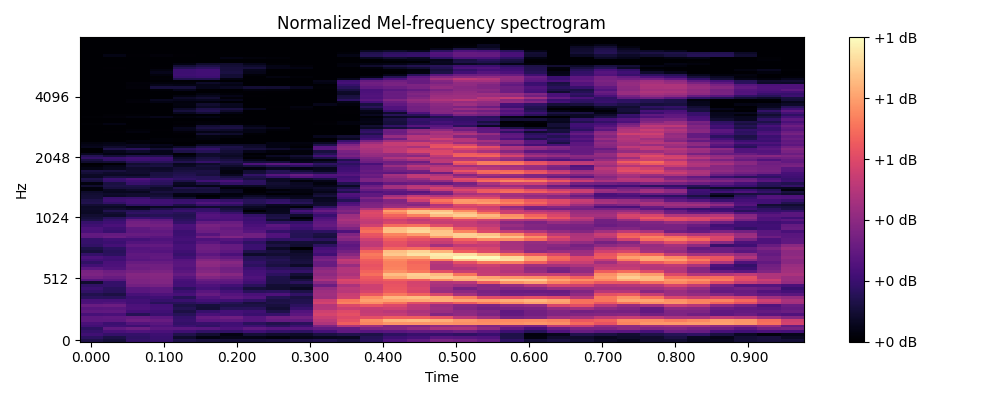 Normalized Mel-frequency spectrogram
Hz
4096
2048
1024
512
0
0.000 0.100 0.200 0.300 0.400 0.500 0.600 0.700 0.800 0.900
Time
+1 dB
+1 dB
+1 dB
+0 dB
+0 dB
+0 dB